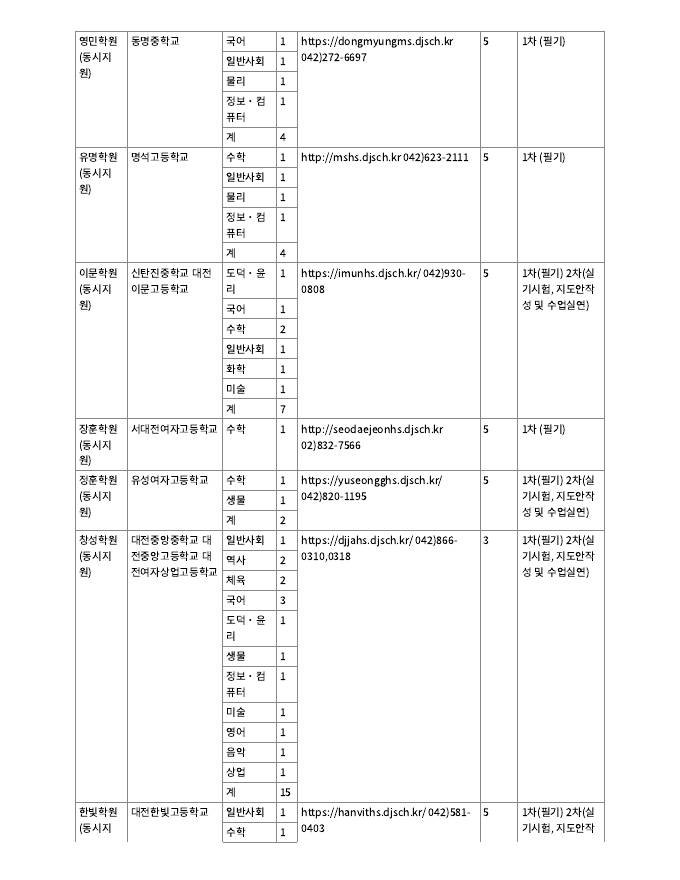 영민학원
(동시지
원)
동명중학교
국어 1
일반사회 1
물리 1
정보・컴
퓨터 1
계 4
https://dongmyungms.djsch.kr
042)272-6697
5
1차 (필기)
유명학원
(동시지
원)
명석고등학교
수학 1
일반사회 1
물리 1
정보・컴
퓨터 1
계 4
http://mshs.djsch.kr 042)623-2111
5
1차 (필기)
이문학원
(동시지
원)
신탄진중학교 대전
이문고등학교
도덕・윤
리 1
국어 1
수학 2
일반사회 1
화학 1
미술 1
계 7
https://imunhs.djsch.kr/ 042)930-
0808
5
1차(필기) 2차(실
기시험, 지도안작
성 및 수업실연)
장훈학원
(동시지
원)
서대전여자고등학교
수학 1
http://seodaejeonhs.djsch.kr
02)832-7566
5
1차 (필기)
정훈학원
(동시지
원)
유성여자고등학교
수학 1
생물 1
계 2
https://yuseongghs.djsch.kr/
042)820-1195
5
1차(필기) 2차(실
기시험, 지도안작
성 및 수업실연)
창성학원
(동시지
원)
대전중앙중학교 대
전중앙고등학교 대
전여자상업고등학교
일반사회 1
역사 2
체육 2
국어 3
도덕・윤
리 1
생물 1
정보・컴
퓨터 1
미술 1
영어 1
음악 1
상업 1
계 15
https://djjahs.djsch.kr/ 042)866-
0310,0318
3
1차(필기) 2차(실
기시험, 지도안작
성 및 수업실연)
한빛학원
(동시지
대전한빛고등학교
일반사회 1
수학 1
https://hanviths.djsch.kr/ 042)581-
0403
5
1차(필기) 2차(실
기시험, 지도안작